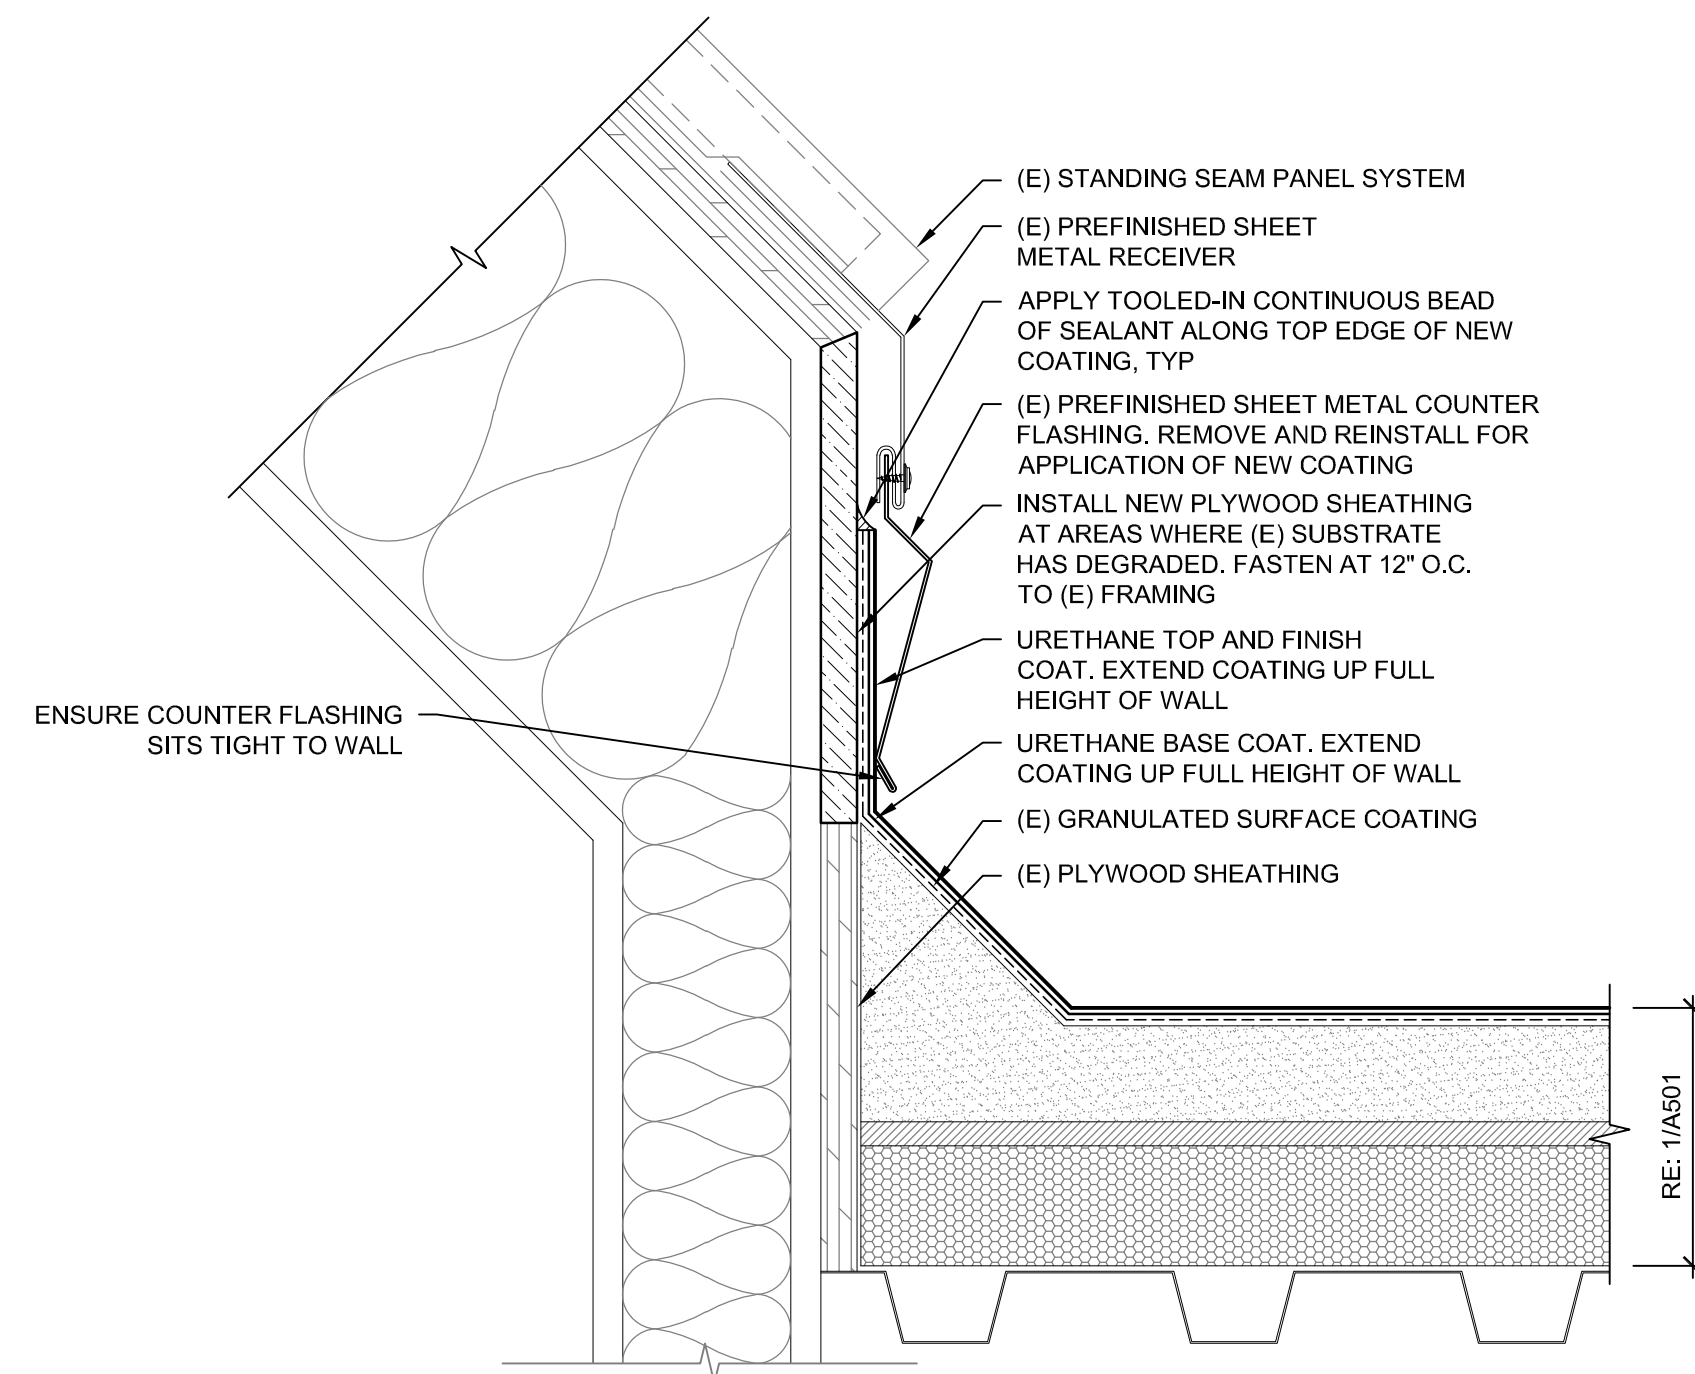 (E) STANDING SEAM PANEL SYSTEM
(E) PREFINISHED SHEET
METAL RECEIVER
APPLY TOOLED-IN CONTINUOUS BEAD
OF SEALANT ALONG TOP EDGE OF NEW
COATING, TYP
(E) PREFINISHED SHEET METAL COUNTER
FLASHING. REMOVE AND REINSTALL FOR
APPLICATION OF NEW COATING
INSTALL NEW PLYWOOD SHEATHING
AT AREAS WHERE (E) SUBSTRATE
HAS DEGRADED. FASTEN AT 12" O.C.
TO (E) FRAMING
URETHANE TOP AND FINISH
COAT. EXTEND COATING UP FULL
HEIGHT OF WALL
URETHANE BASE COAT. EXTEND
COATING UP FULL HEIGHT OF WALL
(E) GRANULATED SURFACE COATING
(E) PLYWOOD SHEATHING
ENSURE COUNTER FLASHING
SITS TIGHT TO WALL
RE: 1/A501